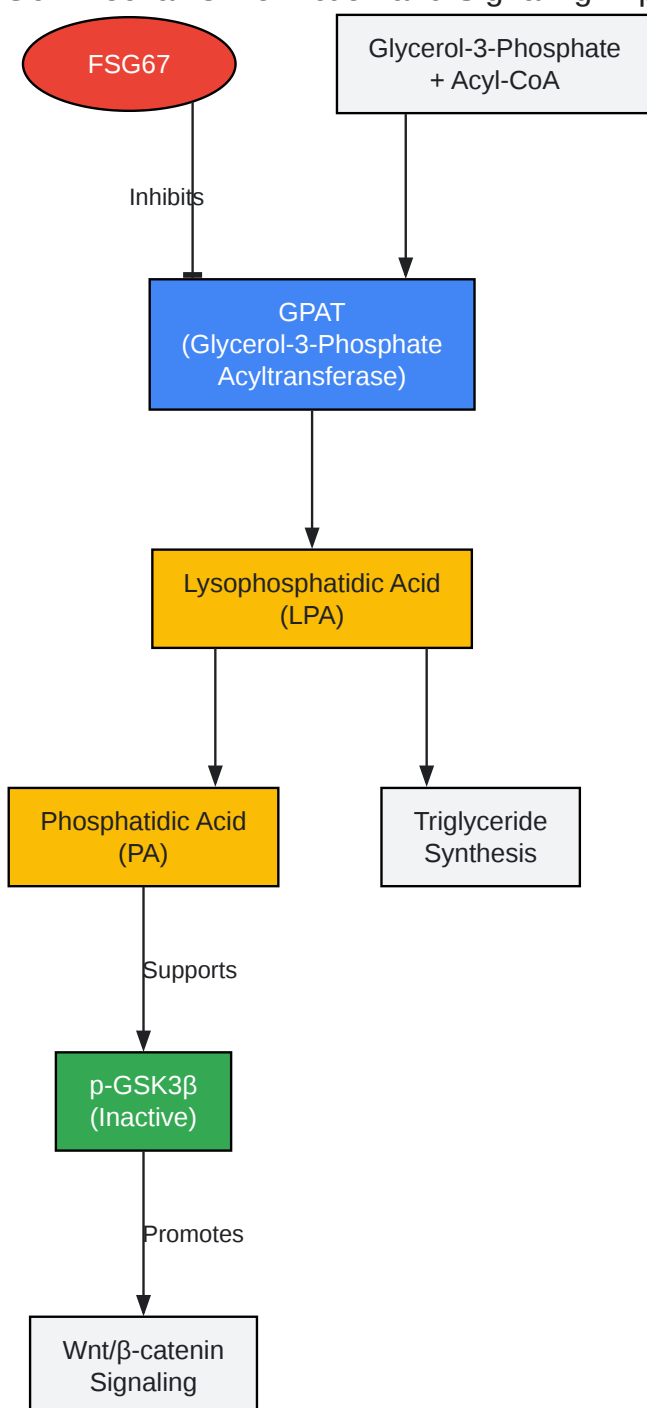 FSG67
Glycerol-3-Phosphate
+ Acyl-CoA
Inhibits
GPAT
(Glycerol-3-Phosphate
Acyltransferase)
Lysophosphatidic Acid
(LPA)
Phosphatidic Acid
(PA)
Triglyceride
Synthesis
Supports
p-GSK3β
(Inactive)
Promotes
Wnt/β-catenin
Signaling